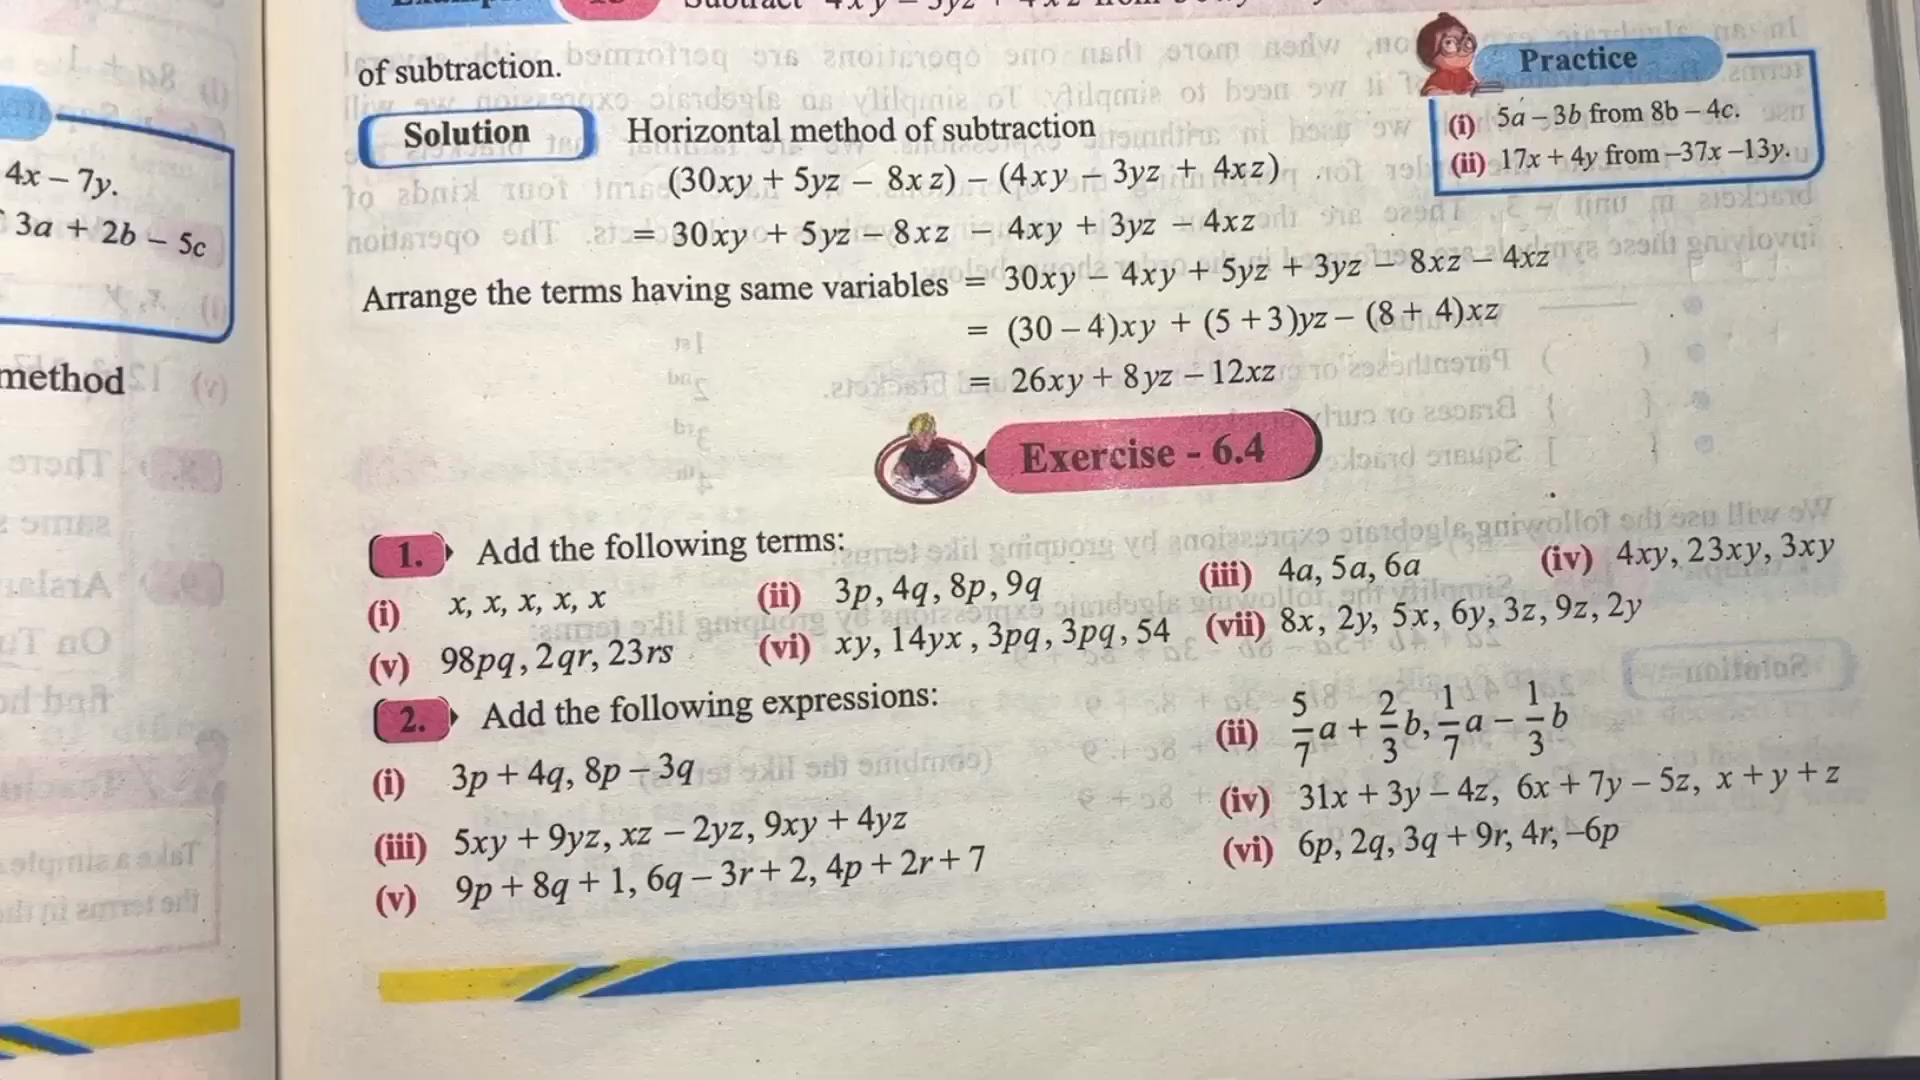 4x – 7y.
3a + 2b – 5c
method
of subtraction.
Practice
(i) 5a – 3b from 8b – 4c.
(ii) 17x + 4y from –37x –13y.
Solution Horizontal method of subtraction
(30xy + 5yz – 8xz) – (4xy – 3yz + 4xz)
= 30xy + 5yz – 8xz – 4xy + 3yz – 4xz
Arrange the terms having same variables = 30xy – 4xy + 5yz + 3yz – 8xz – 4xz
= (30 – 4)xy + (5 + 3)yz – (8 + 4)xz
= 26xy + 8yz – 12xz
Exercise - 6.4
1. Add the following terms:
(i) x, x, x, x, x (ii) 3p, 4q, 8p, 9q (iii) 4a, 5a, 6a (iv) 4xy, 23xy, 3xy
(v) 98pq, 2qr, 23rs (vi) xy, 14yx, 3pq, 3pq, 54 (vii) 8x, 2y, 5x, 6y, 3z, 9z, 2y
2. Add the following expressions:
(i) 3p + 4q, 8p – 3q (ii) 5/7 a + 2/3 b, 1/7 a – 1/3 b
(iii) 5xy + 9yz, xz – 2yz, 9xy + 4yz (iv) 31x + 3y – 4z, 6x + 7y – 5z, x + y + z
(v) 9p + 8q + 1, 6q – 3r + 2, 4p + 2r + 7 (vi) 6p, 2q, 3q + 9r, 4r, –6p